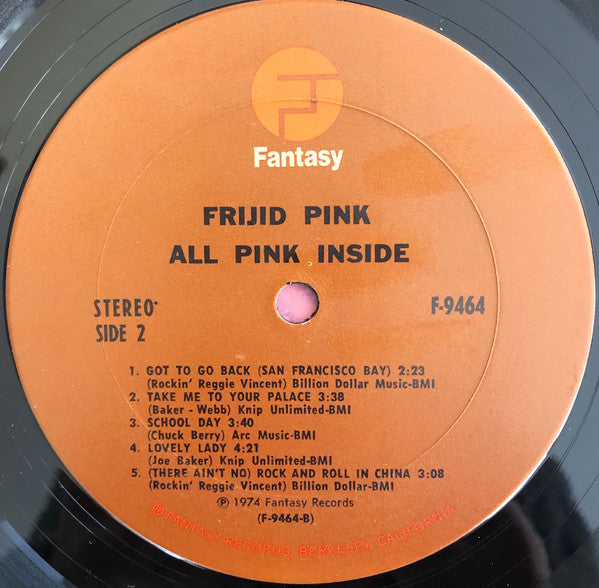 Fantasy
FRIJID PINK
ALL PINK INSIDE
STEREO
SIDE 2
F-9464
1. GOT TO GO BACK (SAN FRANCISCO BAY) 2:23
(Rockin' Reggie Vincent) Billion Dollar Music-BMI
2. TAKE ME TO YOUR PALACE 3:38
(Baker - Webb) Knip Unlimited-BMI
3. SCHOOL DAY 3:40
(Chuck Berry) Arc Music-BMI
4. LOVELY LADY 4:21
(Joe Baker) Knip Unlimited-BMI
5. (THERE AIN'T NO) ROCK AND ROLL IN CHINA 3:08
(Rockin' Reggie Vincent) Billion Dollar-BMI
℗ 1974 Fantasy Records
(F-9464-B)
© FANTASY RECORDS, BERKELEY, CALIFORNIA